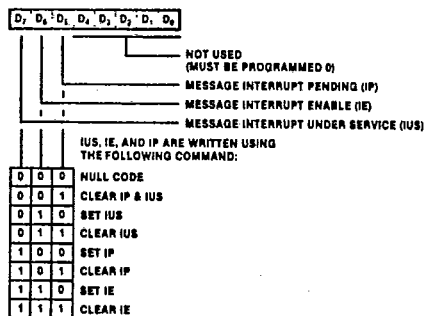 D7 D6 D5 D4 D3 D2 D1 D0
NOT USED
(MUST BE PROGRAMMED 0)
MESSAGE INTERRUPT PENDING (IP)
MESSAGE INTERRUPT ENABLE (IE)
MESSAGE INTERRUPT UNDER SERVICE (IUS)
IUS, IE, AND IP ARE WRITTEN USING
THE FOLLOWING COMMAND:
0 0 0 NULL CODE
0 0 1 CLEAR IP & IUS
0 1 0 SET IUS
0 1 1 CLEAR IUS
1 0 0 SET IP
1 0 1 CLEAR IP
1 1 0 SET IE
1 1 1 CLEAR IE